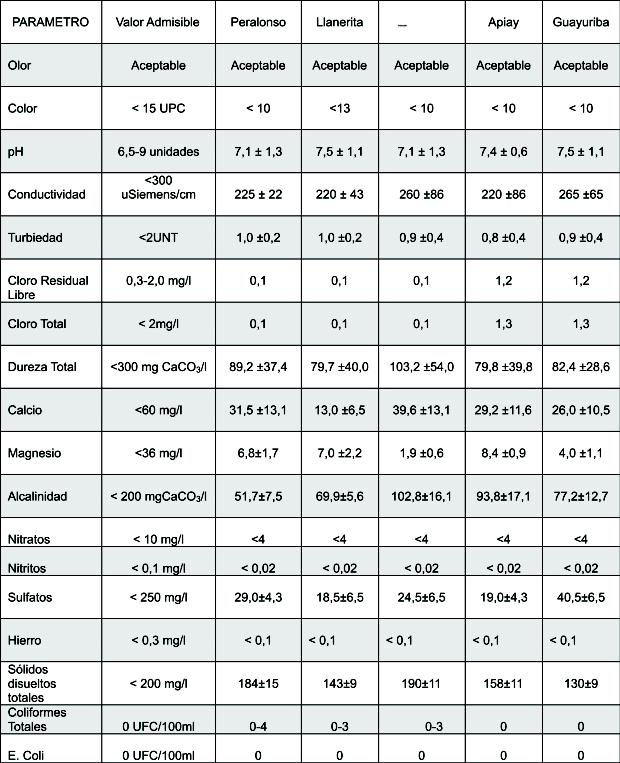 PARAMETRO Valor Admisible Peralonso Llanerita __ Apiay Guayuriba
Olor Aceptable Aceptable Aceptable Aceptable Aceptable Aceptable
Color < 15 UPC < 10 <13 < 10 < 10 < 10
pH 6,5-9 unidades 7,1 ± 1,3 7,5 ± 1,1 7,1 ± 1,3 7,4 ± 0,6 7,5 ± 1,1
Conductividad <300 uSiemens/cm 225 ± 22 220 ± 43 260 ±86 220 ±86 265 ±65
Turbiedad <2UNT 1,0 ±0,2 1,0 ±0,2 0,9 ±0,4 0,8 ±0,4 0,9 ±0,4
Cloro Residual Libre 0,3-2,0 mg/l 0,1 0,1 0,1 1,2 1,2
Cloro Total < 2mg/l 0,1 0,1 0,1 1,3 1,3
Dureza Total <300 mg CaCO3/l 89,2 ±37,4 79,7 ±40,0 103,2 ±54,0 79,8 ±39,8 82,4 ±28,6
Calcio <60 mg/l 31,5 ±13,1 13,0 ±6,5 39,6 ±13,1 29,2 ±11,6 26,0 ±10,5
Magnesio <36 mg/l 6,8±1,7 7,0 ±2,2 1,9 ±0,6 8,4 ±0,9 4,0 ±1,1
Alcalinidad < 200 mgCaCO3/l 51,7±7,5 69,9±5,6 102,8±16,1 93,8±17,1 77,2±12,7
Nitratos < 10 mg/l <4 <4 <4 <4 <4
Nitritos < 0,1 mg/l < 0,02 < 0,02 < 0,02 < 0,02 < 0,02
Sulfatos < 250 mg/l 29,0±4,3 18,5±6,5 24,5±6,5 19,0±4,3 40,5±6,5
Hierro < 0,3 mg/l < 0,1 < 0,1 < 0,1 < 0,1 < 0,1
Sólidos disueltos totales < 200 mg/l 184±15 143±9 190±11 158±11 130±9
Coliformes Totales 0 UFC/100ml 0-4 0-3 0-3 0 0
E. Coli 0 UFC/100ml 0 0 0 0 0